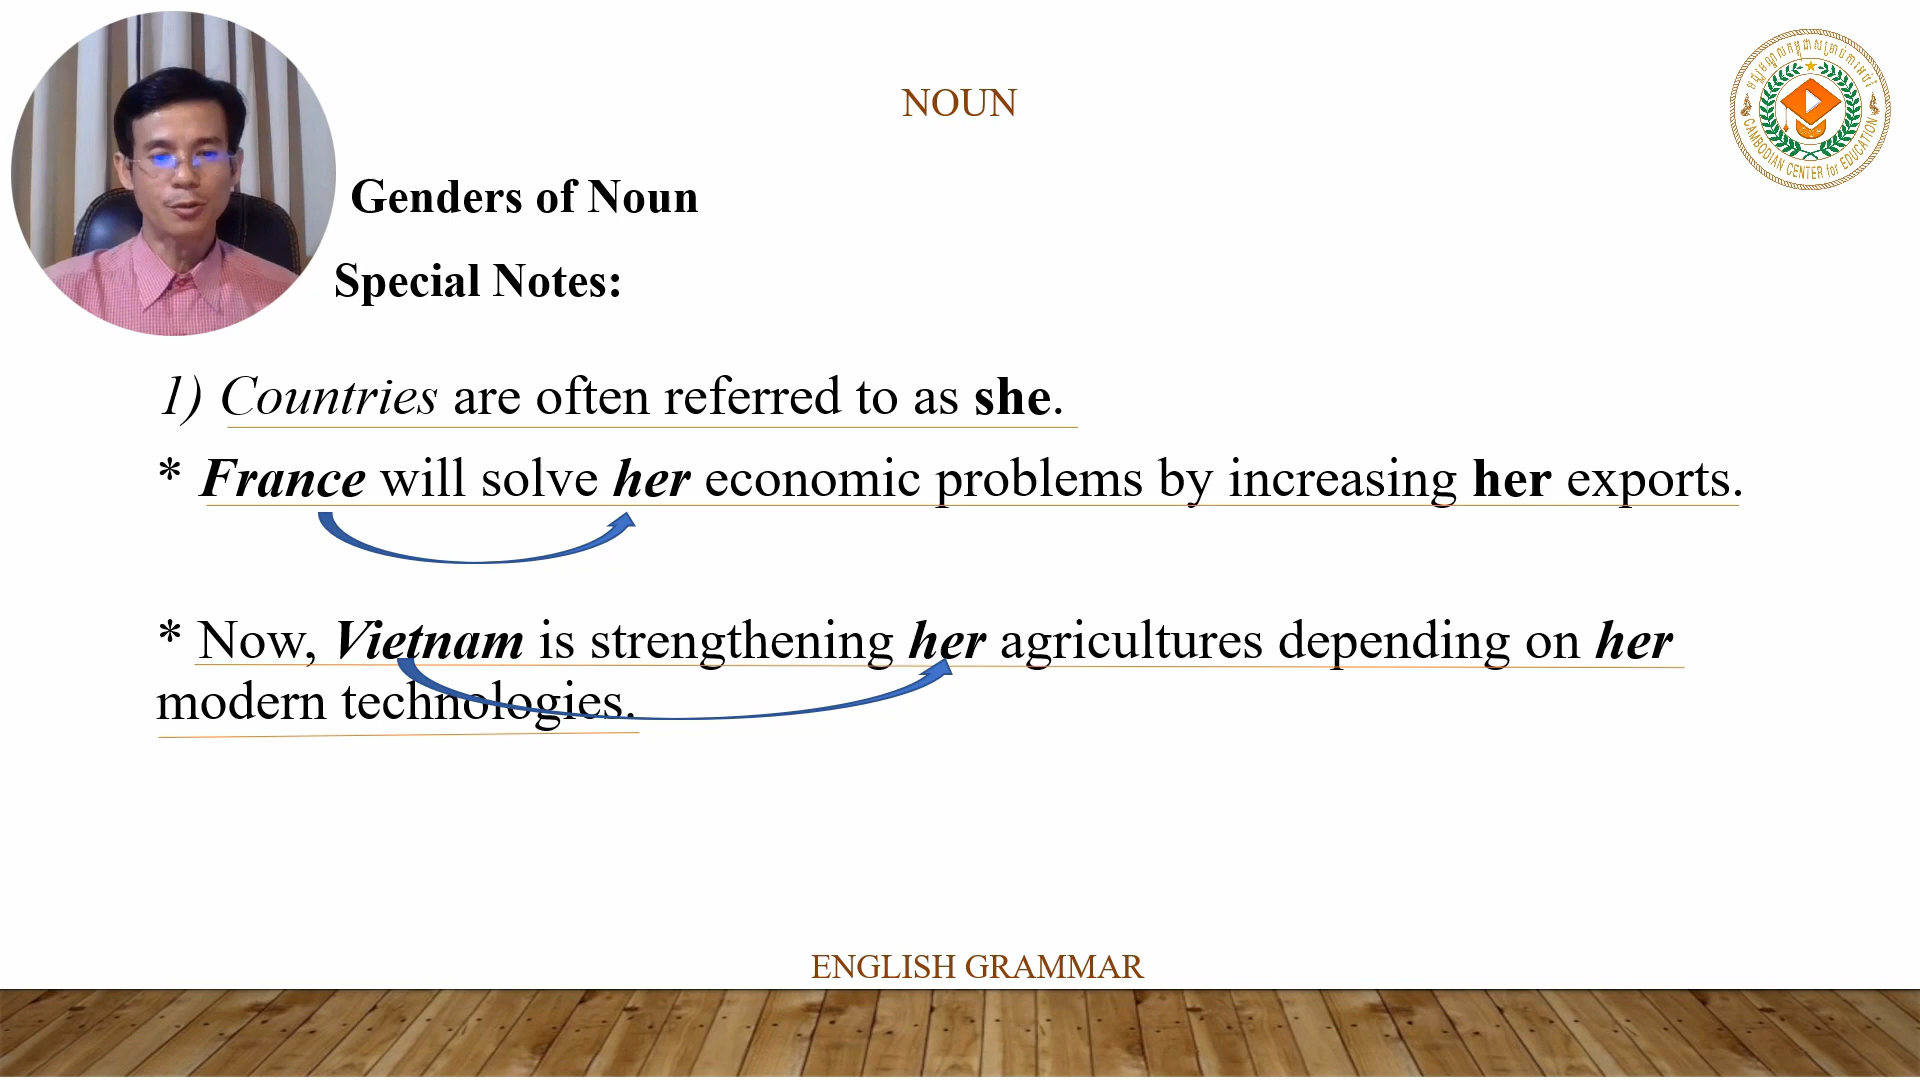 NOUN
Genders of Noun
Special Notes:
1) Countries are often referred to as she.
* France will solve her economic problems by increasing her exports.
* Now, Vietnam is strengthening her agricultures depending on her
modern technologies.
ENGLISH GRAMMAR
CAMBODIAN CENTER for EDUCATION